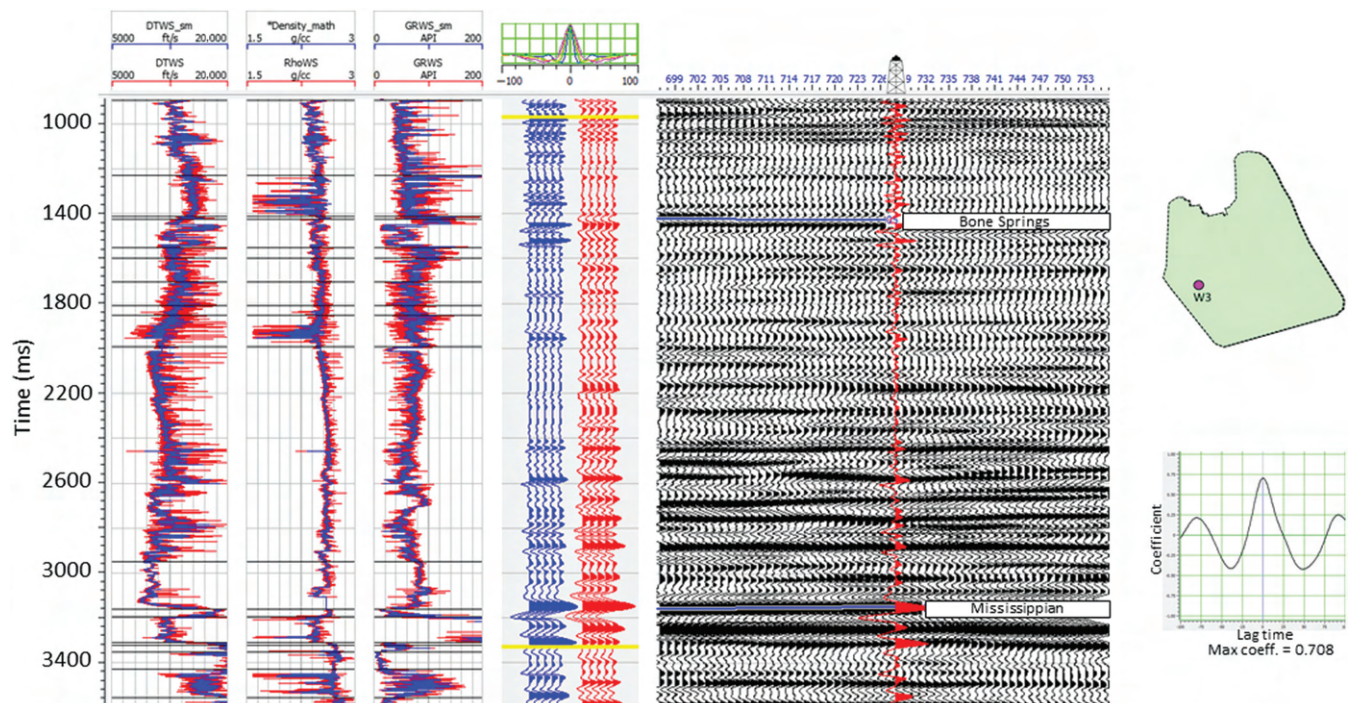 DTWS_sm *Density_math GRWS_sm
5000 ft/s 20.000 1.5 g/cc 3 0 API 200
DTWS RhoWS GRWS
5000 ft/s 20.000 1.5 g/cc 3 0 API 200
−100 0 100
699 702 705 708 711 714 717 720 723 726 9 732 735 738 741 744 747 750 753
Time (ms)
1000
1400
1800
2200
2600
3000
3400
Bone Springs
Mississippian
W3
Coefficient
Lag time
Max coeff. = 0.708